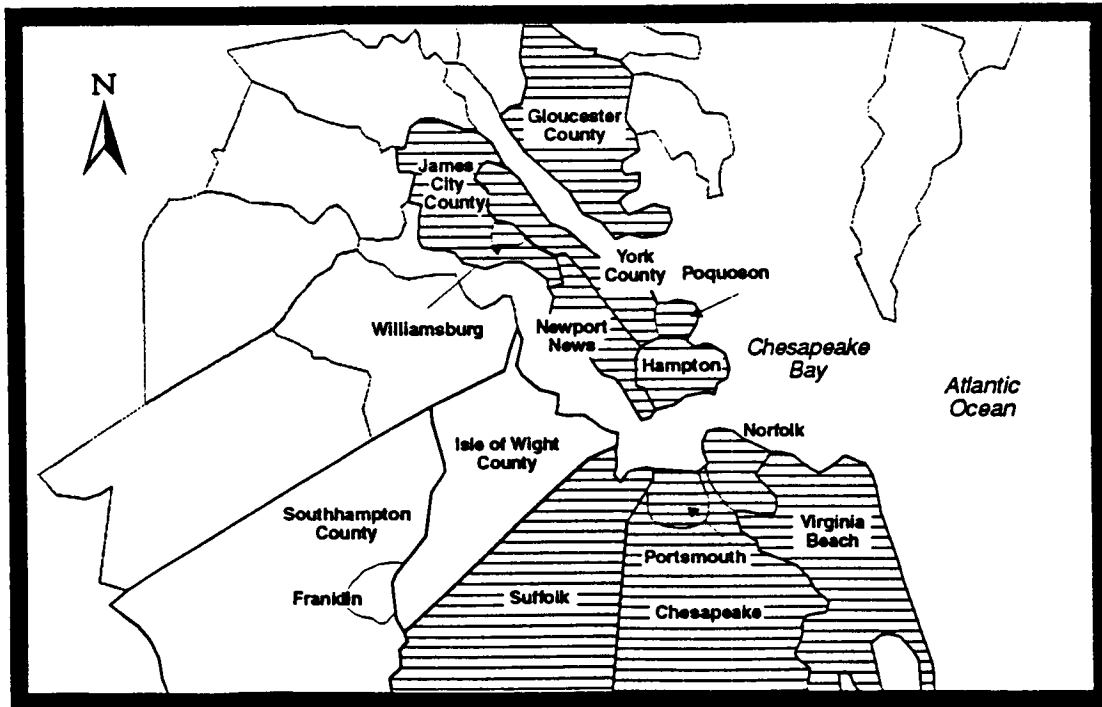 N
Gloucester
County
James
City
County
York
County
Poquoson
Williamsburg
Newport
News
Hampton
Chesapeake
Bay
Atlantic
Ocean
Norfolk
Isle of Wight
County
Southhampton
County
Virginia
Beach
Portsmouth
Franklin
Suffolk
Chesapeake